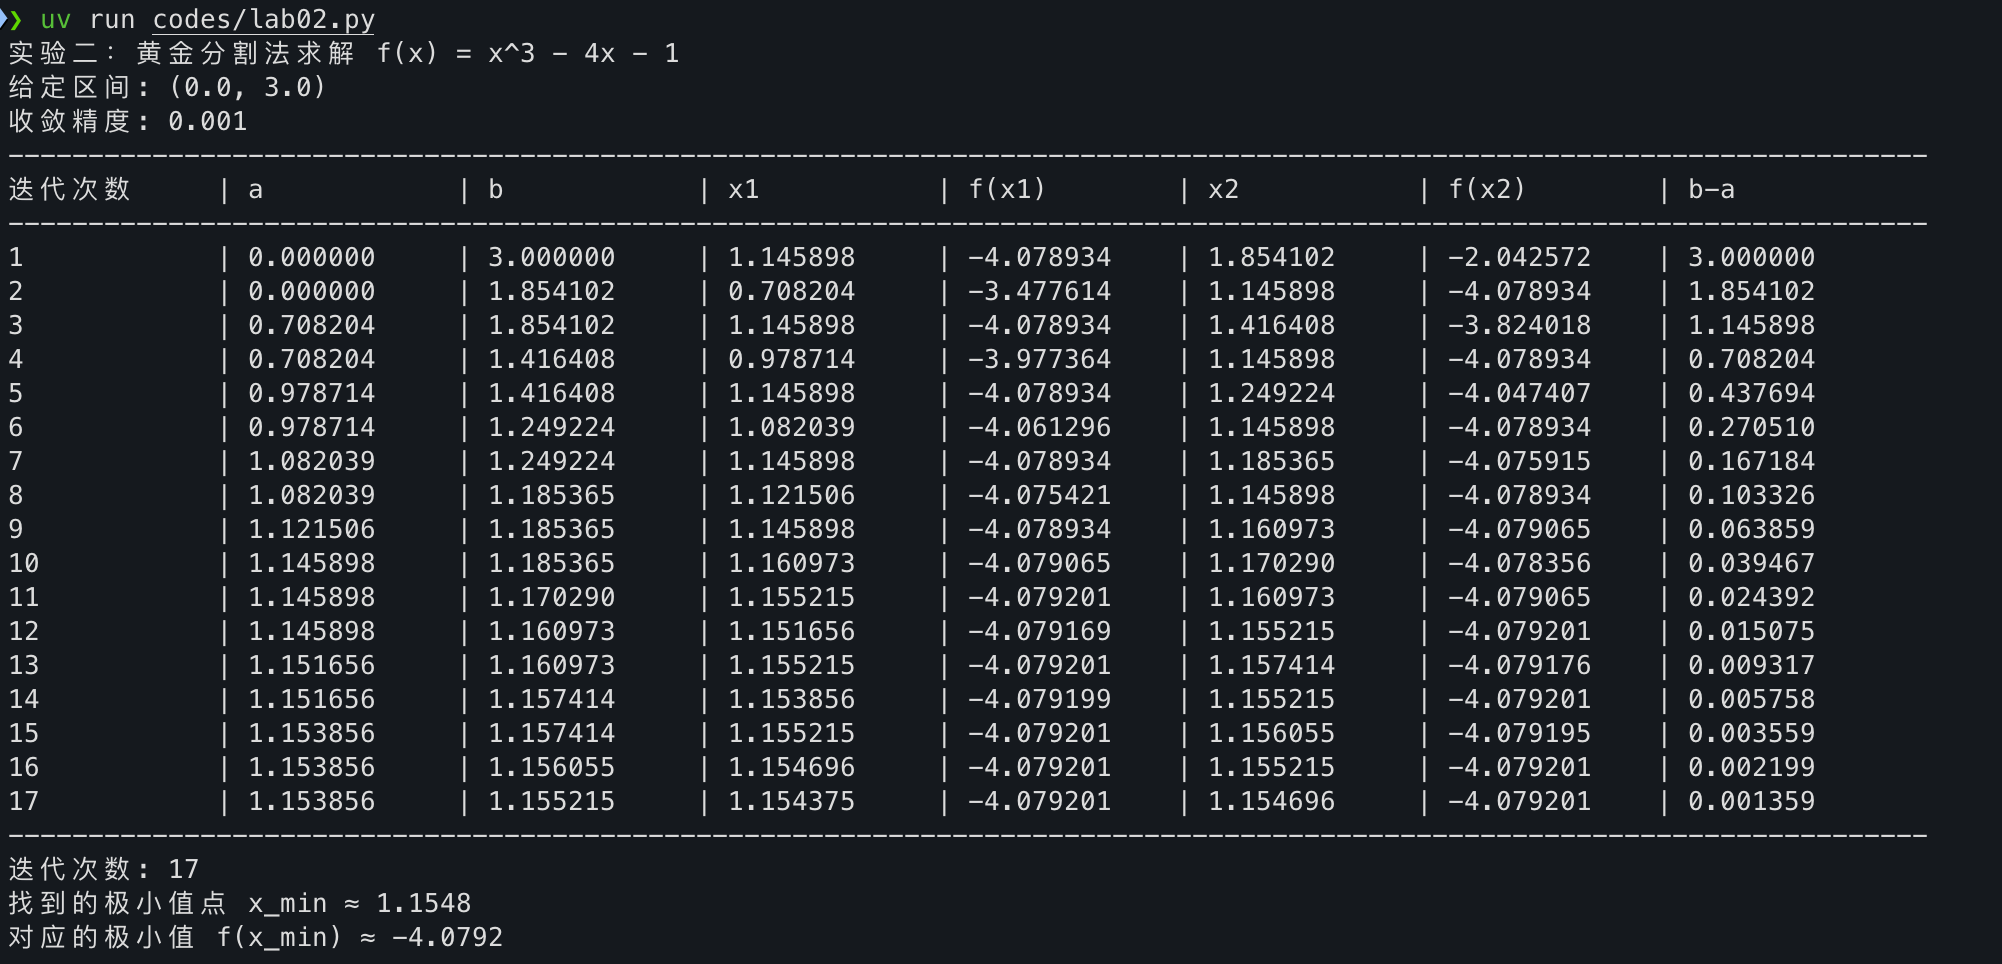 ❯ uv run codes/lab02.py
实验二：黄金分割法求解 f(x) = x^3 - 4x - 1
给定区间: (0.0, 3.0)
收敛精度: 0.001
------------------------------------------------------------------------------------------------------------------------
迭代次数 | a | b | x1 | f(x1) | x2 | f(x2) | b-a
------------------------------------------------------------------------------------------------------------------------
1 | 0.000000 | 3.000000 | 1.145898 | -4.078934 | 1.854102 | -2.042572 | 3.000000
2 | 0.000000 | 1.854102 | 0.708204 | -3.477614 | 1.145898 | -4.078934 | 1.854102
3 | 0.708204 | 1.854102 | 1.145898 | -4.078934 | 1.416408 | -3.824018 | 1.145898
4 | 0.708204 | 1.416408 | 0.978714 | -3.977364 | 1.145898 | -4.078934 | 0.708204
5 | 0.978714 | 1.416408 | 1.145898 | -4.078934 | 1.249224 | -4.047407 | 0.437694
6 | 0.978714 | 1.249224 | 1.082039 | -4.061296 | 1.145898 | -4.078934 | 0.270510
7 | 1.082039 | 1.249224 | 1.145898 | -4.078934 | 1.185365 | -4.075915 | 0.167184
8 | 1.082039 | 1.185365 | 1.121506 | -4.075421 | 1.145898 | -4.078934 | 0.103326
9 | 1.121506 | 1.185365 | 1.145898 | -4.078934 | 1.160973 | -4.079065 | 0.063859
10 | 1.145898 | 1.185365 | 1.160973 | -4.079065 | 1.170290 | -4.078356 | 0.039467
11 | 1.145898 | 1.170290 | 1.155215 | -4.079201 | 1.160973 | -4.079065 | 0.024392
12 | 1.145898 | 1.160973 | 1.151656 | -4.079169 | 1.155215 | -4.079201 | 0.015075
13 | 1.151656 | 1.160973 | 1.155215 | -4.079201 | 1.157414 | -4.079176 | 0.009317
14 | 1.151656 | 1.157414 | 1.153856 | -4.079199 | 1.155215 | -4.079201 | 0.005758
15 | 1.153856 | 1.157414 | 1.155215 | -4.079201 | 1.156055 | -4.079195 | 0.003559
16 | 1.153856 | 1.156055 | 1.154696 | -4.079201 | 1.155215 | -4.079201 | 0.002199
17 | 1.153856 | 1.155215 | 1.154375 | -4.079201 | 1.154696 | -4.079201 | 0.001359
------------------------------------------------------------------------------------------------------------------------
迭代次数: 17
找到的极小值点 x_min ≈ 1.1548
对应的极小值 f(x_min) ≈ -4.0792